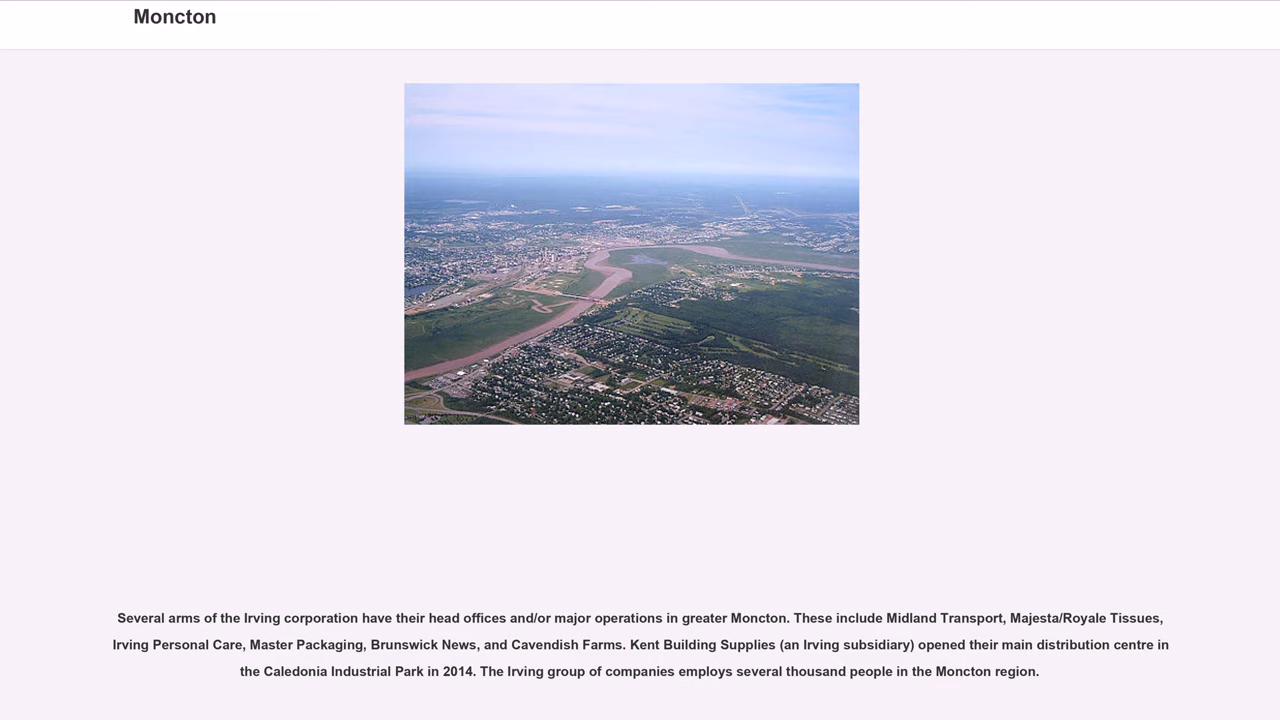 Moncton
Several arms of the Irving corporation have their head offices and/or major operations in greater Moncton. These include Midland Transport, Majesta/Royale Tissues,
Irving Personal Care, Master Packaging, Brunswick News, and Cavendish Farms. Kent Building Supplies (an Irving subsidiary) opened their main distribution centre in
the Caledonia Industrial Park in 2014. The Irving group of companies employs several thousand people in the Moncton region.